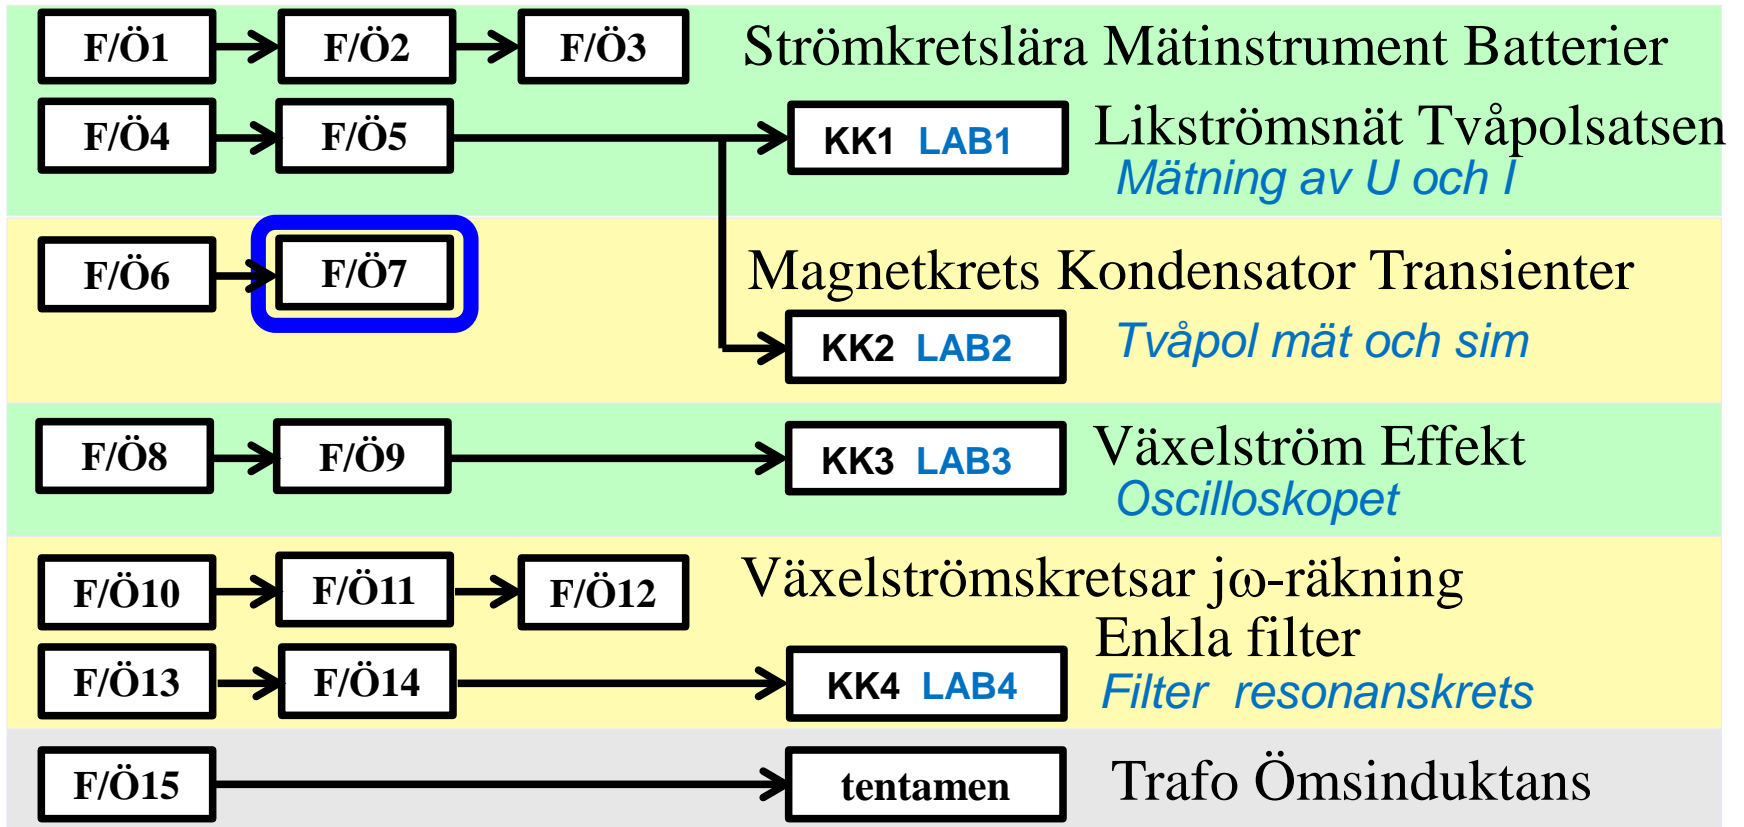 F/Ö1 F/Ö2 F/Ö3 Strömkretslära Mätinstrument Batterier
F/Ö4 F/Ö5 KK1 LAB1 Likströmsnät Tvåpolsatsen
Mätning av U och I
F/Ö6 F/Ö7 Magnetkrets Kondensator Transienter
KK2 LAB2 Tvåpol mät och sim
F/Ö8 F/Ö9 KK3 LAB3 Växelström Effekt
Oscilloskopet
F/Ö10 F/Ö11 F/Ö12 Växelströmskretsar jω-räkning
Enkla filter
F/Ö13 F/Ö14 KK4 LAB4 Filter resonanskrets
F/Ö15 tentamen Trafo Ömsinduktans